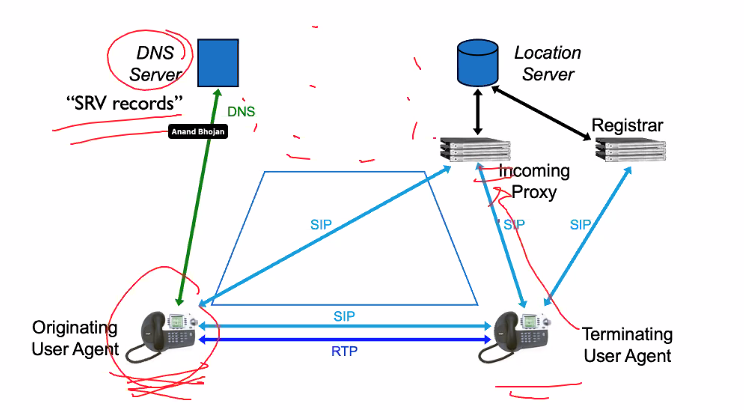 DNS
Server
"SRV records"
DNS
Anand Bhojan
Location
Server
Registrar
Incoming
Proxy
SIP
SIP
SIP
Originating
User Agent
SIP
RTP
Terminating
User Agent